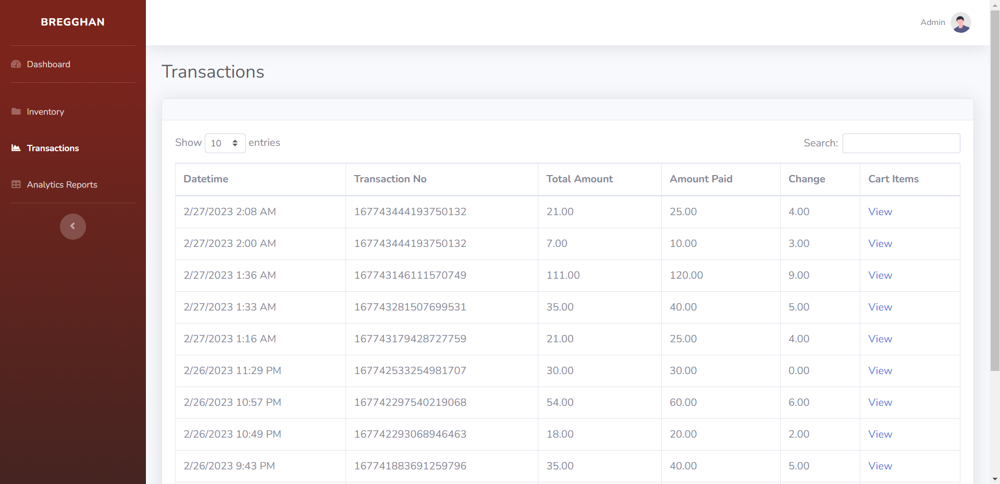 BREGGHAN
Admin
Dashboard
Inventory
Transactions
Analytics Reports
Transactions
Show 10 entries
Search:
Datetime Transaction No Total Amount Amount Paid Change Cart Items
2/27/2023 2:08 AM 167743444193750132 21.00 25.00 4.00 View
2/27/2023 2:00 AM 167743444193750132 7.00 10.00 3.00 View
2/27/2023 1:36 AM 167743146111570749 111.00 120.00 9.00 View
2/27/2023 1:33 AM 167743281507699531 35.00 40.00 5.00 View
2/27/2023 1:16 AM 167743179428727759 21.00 25.00 4.00 View
2/26/2023 11:29 PM 167742533254981707 30.00 30.00 0.00 View
2/26/2023 10:57 PM 167742297540219068 54.00 60.00 6.00 View
2/26/2023 10:49 PM 167742293068946463 18.00 20.00 2.00 View
2/26/2023 9:43 PM 167741883691259796 35.00 40.00 5.00 View